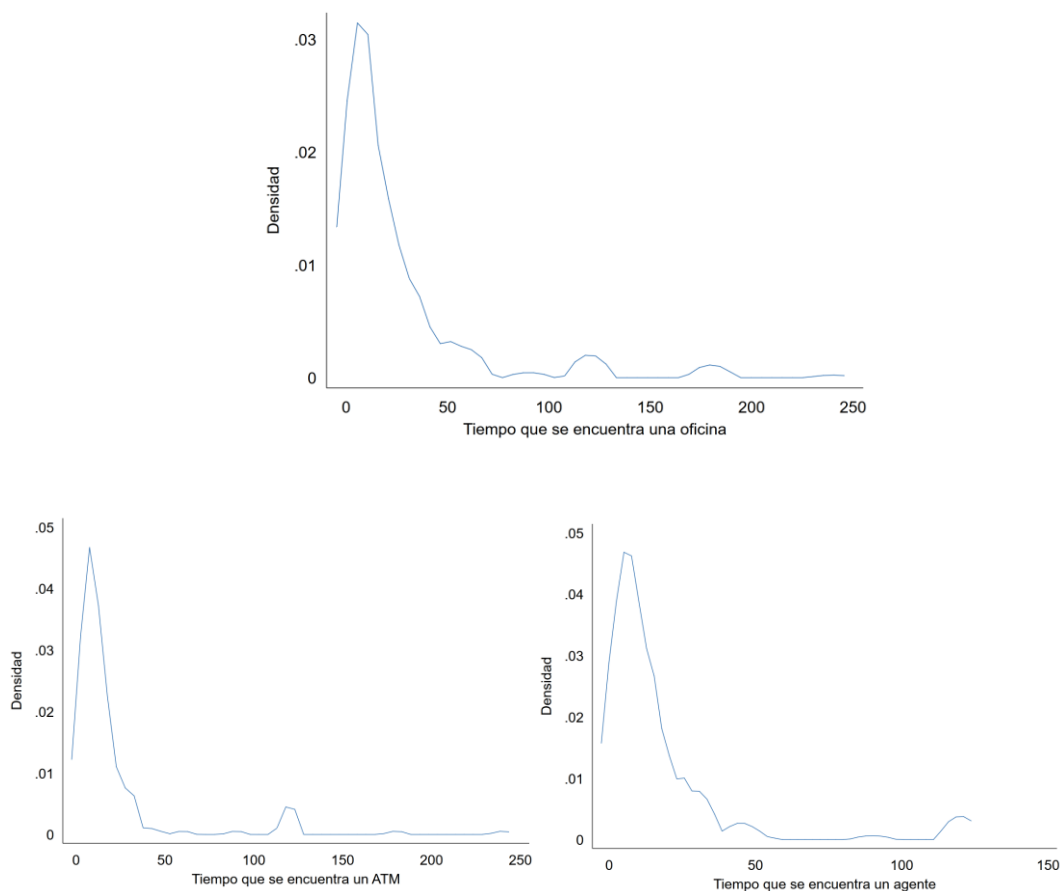 .03
.02
.01
0
Densidad
0 50 100 150 200 250
Tiempo que se encuentra una oficina
.05
.04
.03
.02
.01
0
Densidad
0 50 100 150 200 250
Tiempo que se encuentra un ATM
.05
.04
.03
.02
.01
0
Densidad
0 50 100 150
Tiempo que se encuentra un agente